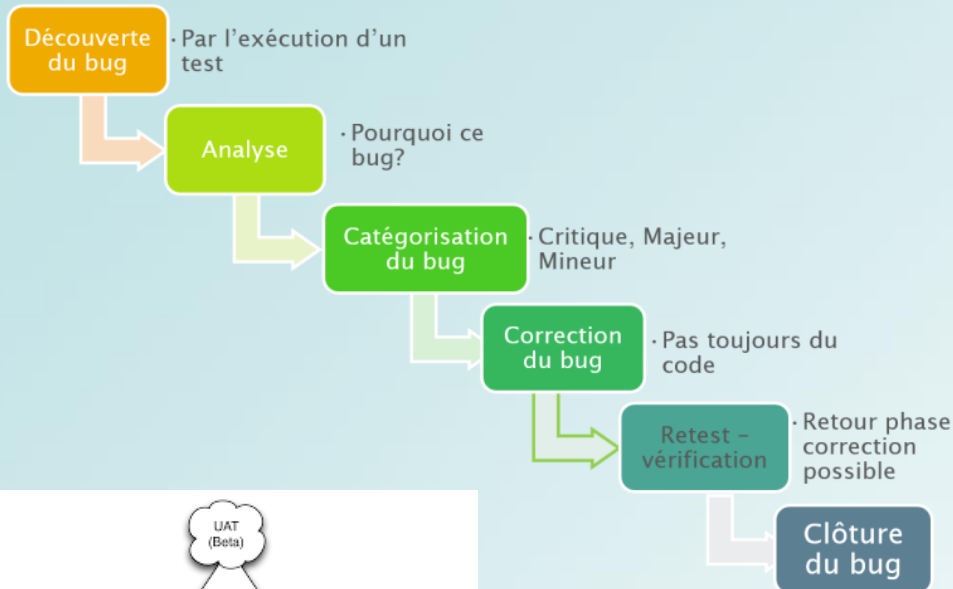 Découverte
du bug
· Par l'exécution d'un
test
Analyse
· Pourquoi ce
bug?
Catégorisation
du bug
· Critique, Majeur,
Mineur
Correction
du bug
· Pas toujours du
code
Retest –
vérification
· Retour phase
correction
possible
Clôture
du bug
UAT
(Beta)